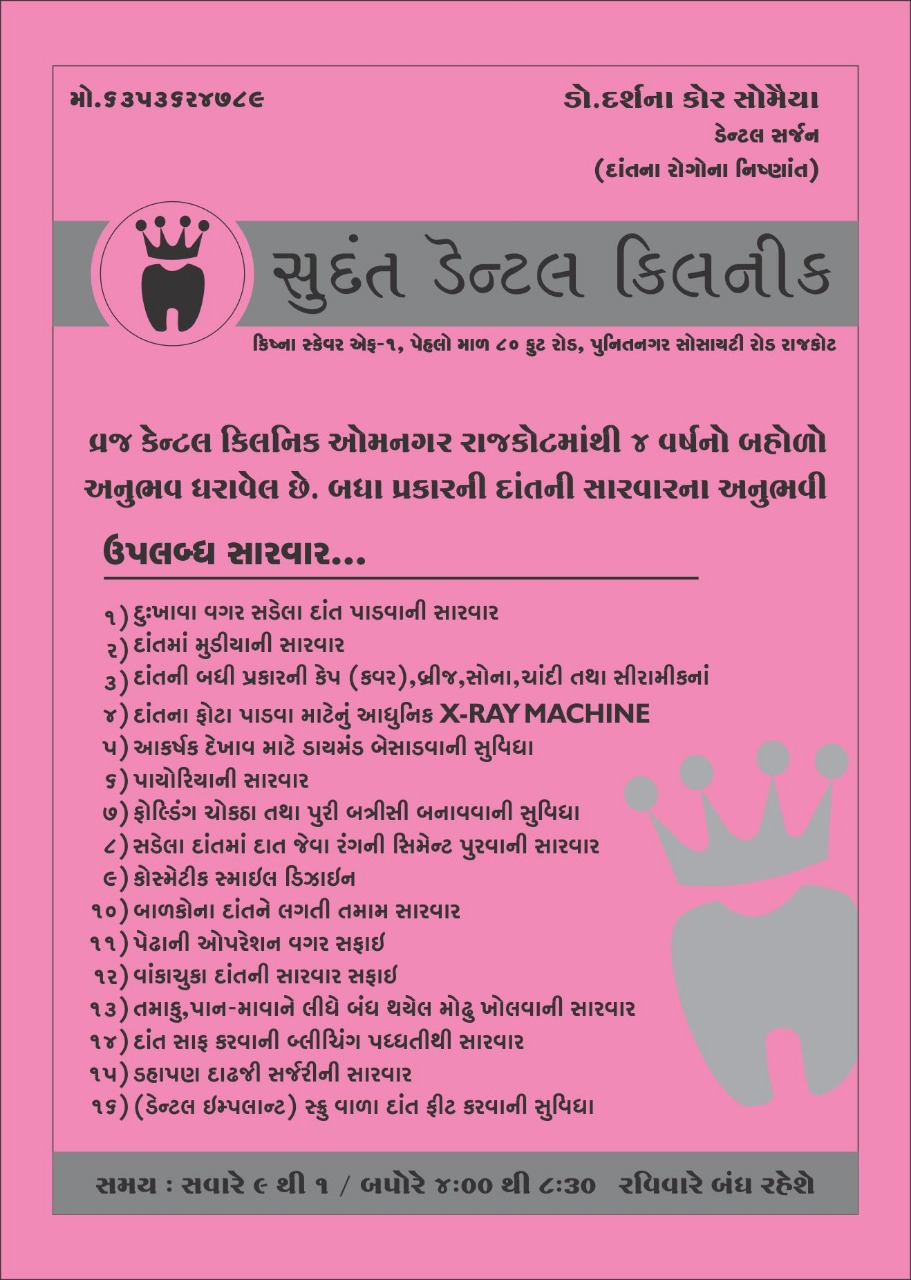 મો.૬૩૫૩૬૨૪૭૮૯
ડો.દર્શના કોર સોમૈયા
ડેન્ટલ સર્જન
(દાંતના રોગોના નિષ્ણાંત)
સુદંત ડેન્ટલ કિલનીક
ક્રિષ્ના સ્કેવર એફ-૧, પેહલો માળ ૮૦ ફુટ રોડ, પુનિતનગર સોસાયટી રોડ રાજકોટ
વ્રજ કેન્ટલ કિલનિક ઓમનગર રાજકોટમાંથી ૪ વર્ષનો બહોળો
અનુભવ ધરાવેલ છે. બધા પ્રકારની દાંતની સારવારના અનુભવી
ઉપલબ્ધ સારવાર...
૧) દુઃખાવા વગર સડેલા દાંત પાડવાની સારવાર
૨) દાંતમાં મુડીયાની સારવાર
૩) દાંતની બધી પ્રકારની કેપ (કવર),બ્રીજ,સોના,ચાંદી તથા સીરામીકનાં
૪) દાંતના ફોટા પાડવા માટેનું આધુનિક X-RAY MACHINE
૫) આકર્ષક દેખાવ માટે ડાયમંડ બેસાડવાની સુવિધા
૬) પાયોરિયાની સારવાર
૭) ફોલ્ડિંગ ચોકઠા તથા પુરી બત્રીસી બનાવવાની સુવિધા
૮) સડેલા દાંતમાં દાત જેવા રંગની સિમેન્ટ પુરવાની સારવાર
૯) કોસ્મેટીક સ્માઇલ ડિઝાઇન
૧૦) બાળકોના દાંતને લગતી તમામ સારવાર
૧૧) પેઢાની ઓપરેશન વગર સફાઇ
૧૨) વાંકાચુકા દાંતની સારવાર સફાઇ
૧૩) તમાકુ,પાન-માવાને લીધે બંધ થયેલ મોઢુ ખોલવાની સારવાર
૧૪) દાંત સાફ કરવાની બ્લીચિંગ પધ્ધતીથી સારવાર
૧૫) ડહાપણ દાઢજી સર્જરીની સારવાર
૧૬) (ડેન્ટલ ઇમ્પલાન્ટ) સ્ક્રુ વાળા દાંત ફીટ કરવાની સુવિધા
સમય : સવારે ૯ થી ૧ / બપોરે ૪:00 થી ૮:30 રવિવારે બંધ રહેશે